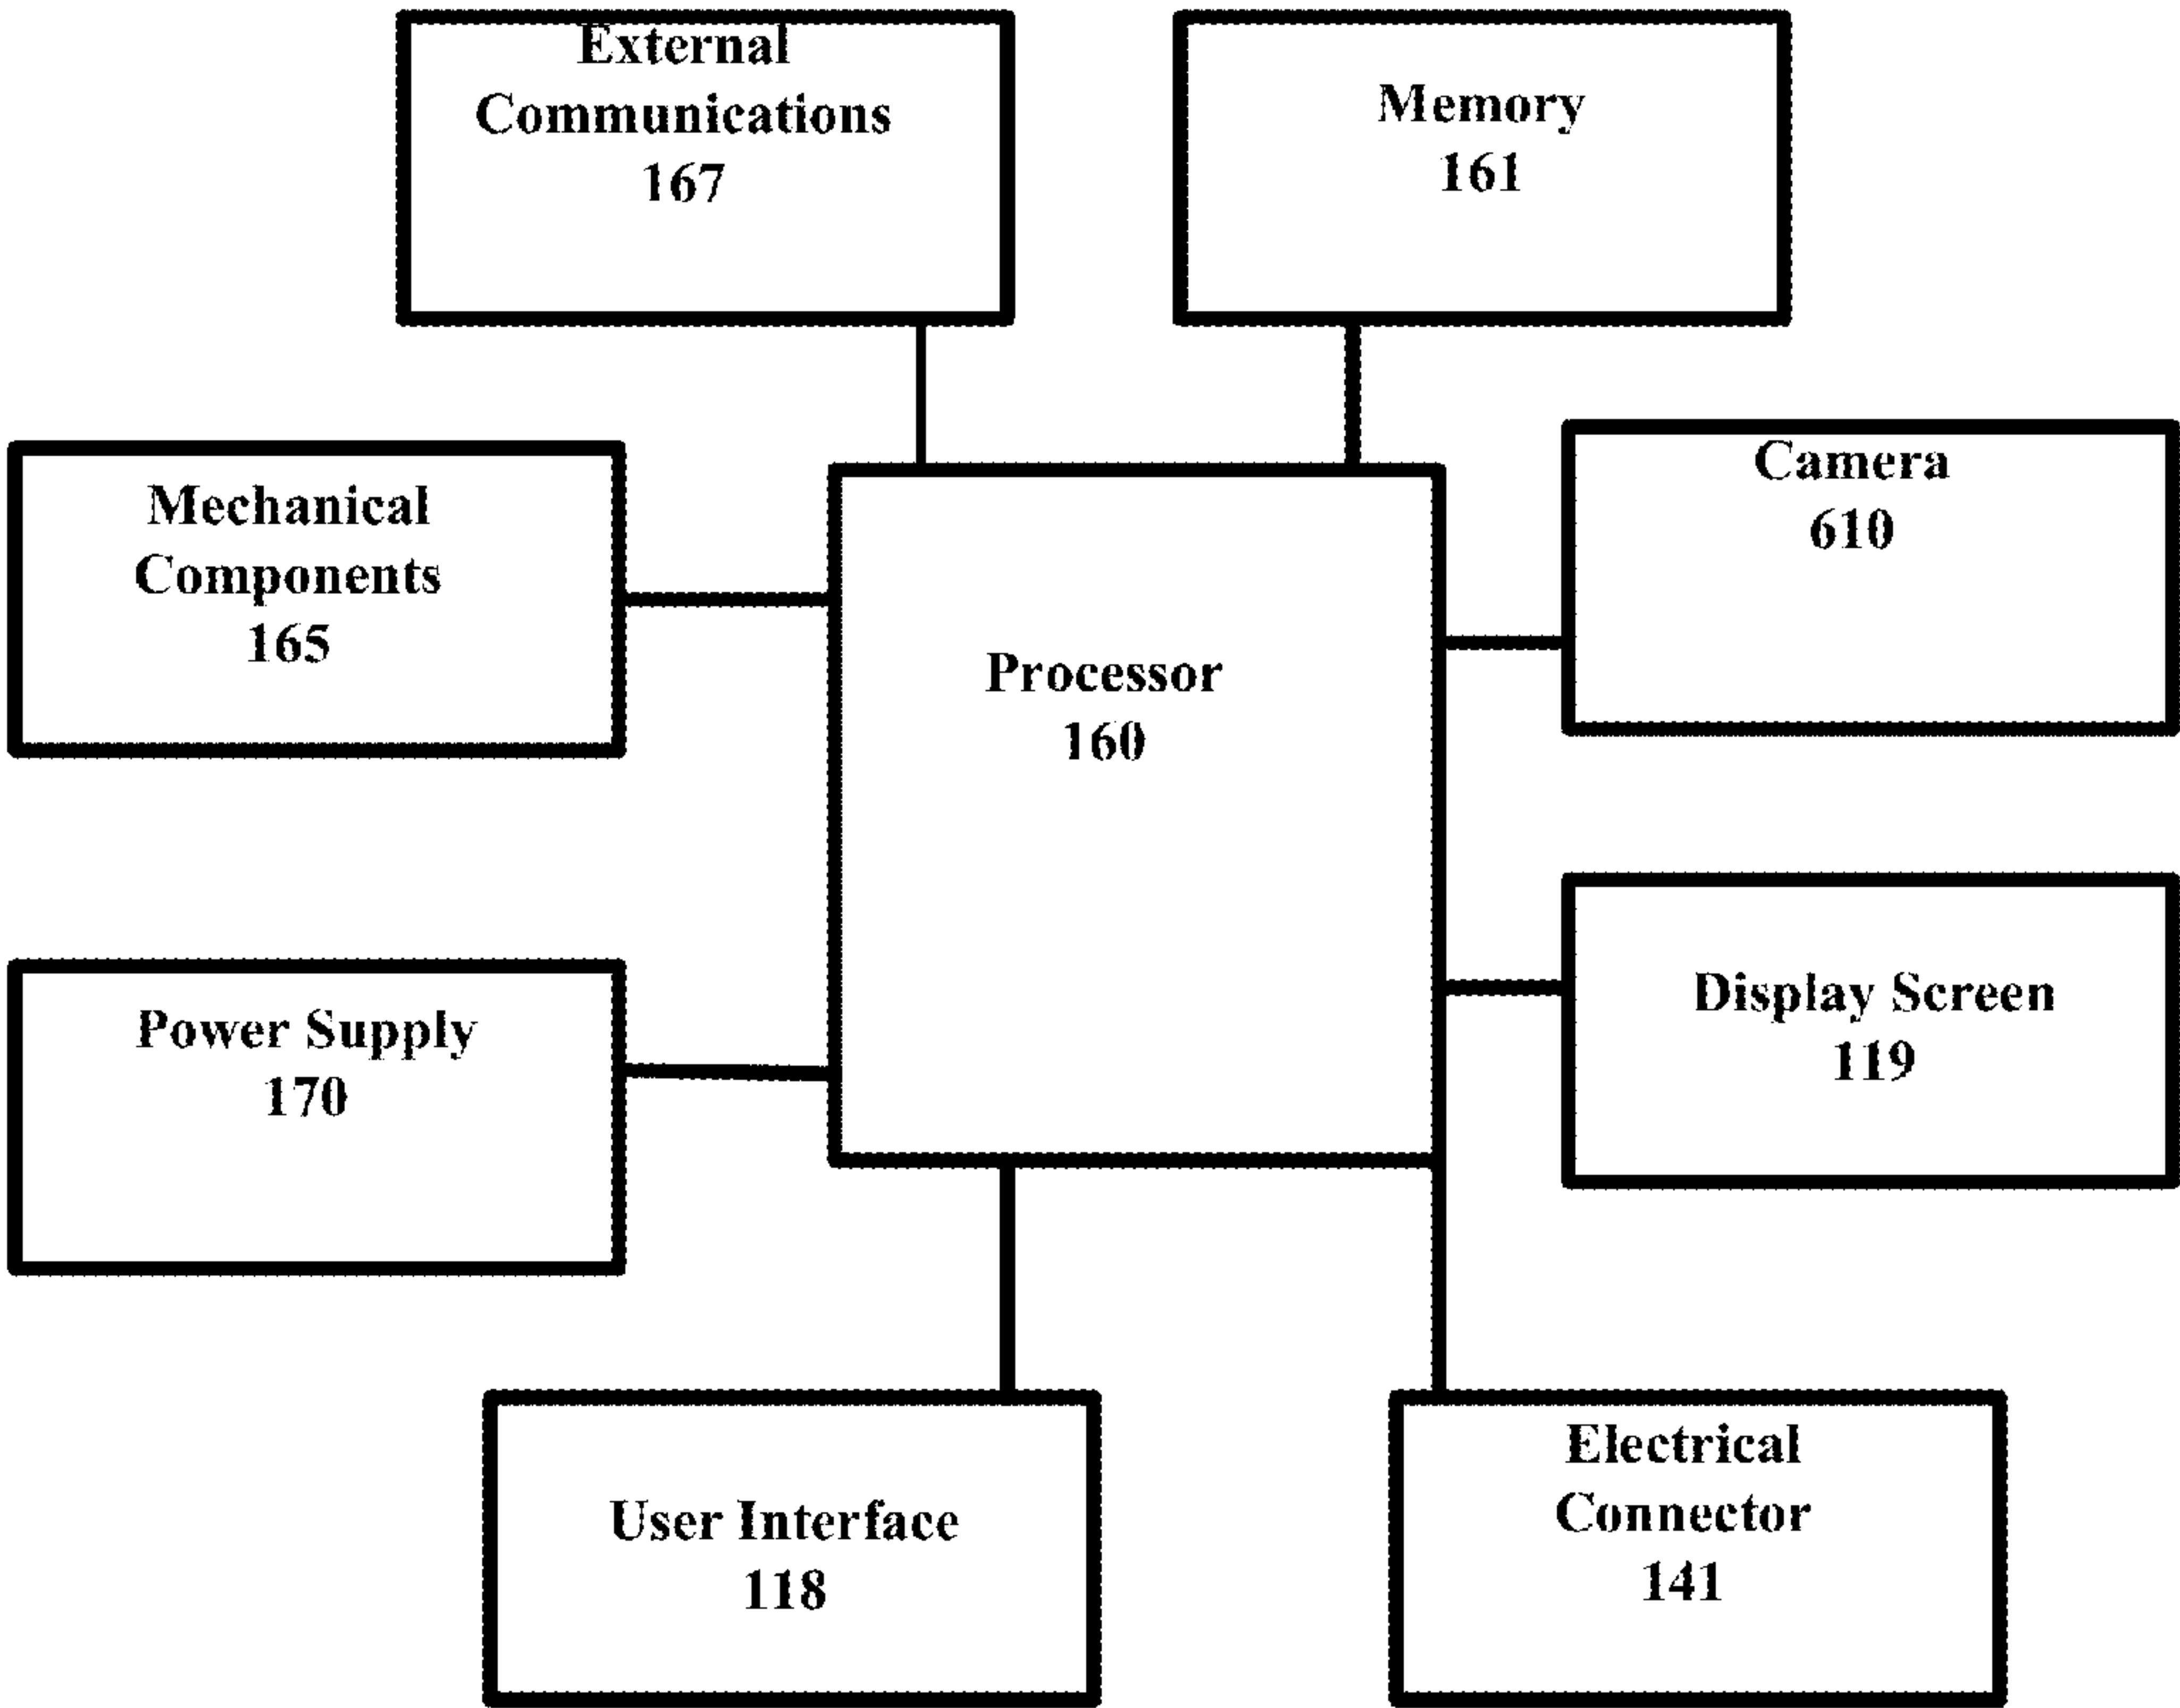 External
Communications
167
Memory
161
Mechanical
Components
165
Camera
610
Processor
160
Power Supply
170
Display Screen
119
User Interface
118
Electrical
Connector
141